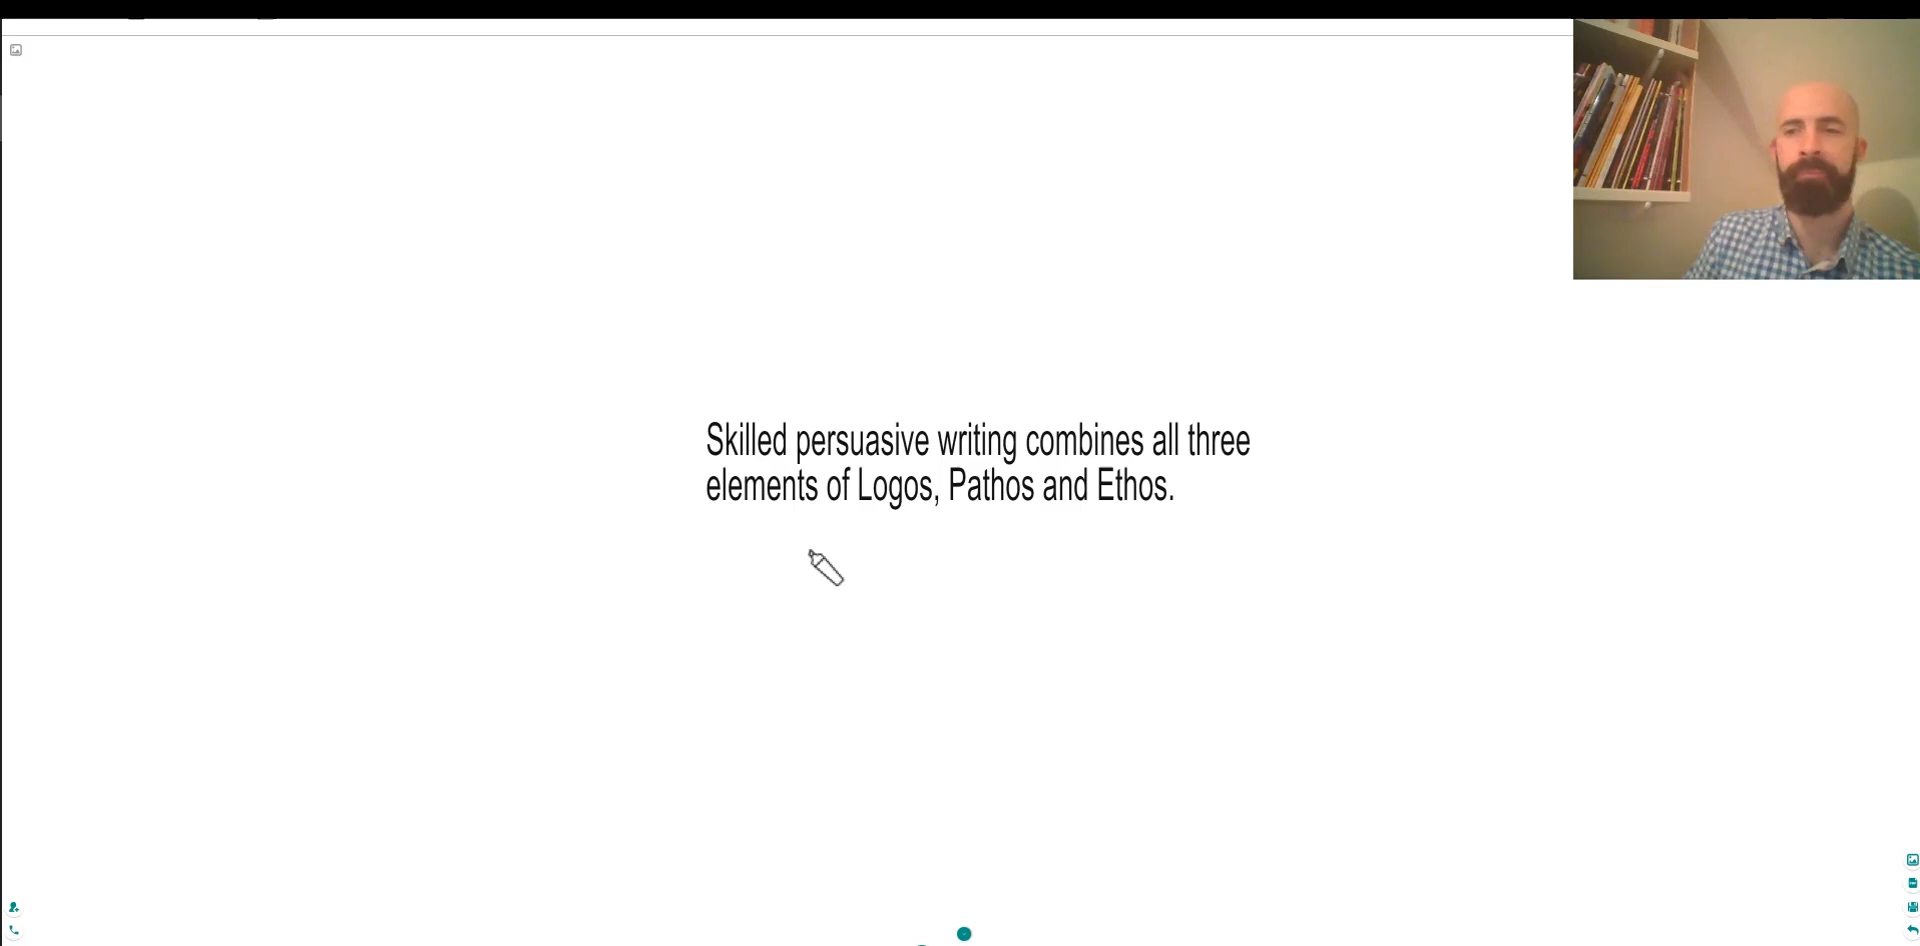 Skilled persuasive writing combines all three
elements of Logos, Pathos and Ethos.